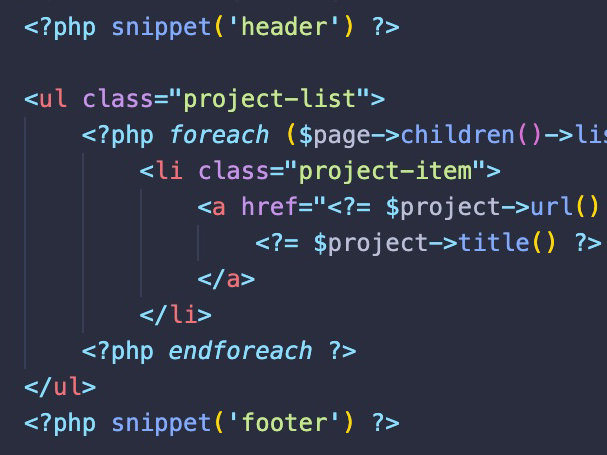 <?php snippet('header') ?>
<ul class="project-list">
<?php foreach ($page->children()->lis
<li class="project-item">
<a href="<?= $project->url()
<?= $project->title() ?>
</a>
</li>
<?php endforeach ?>
</ul>
<?php snippet('footer') ?>